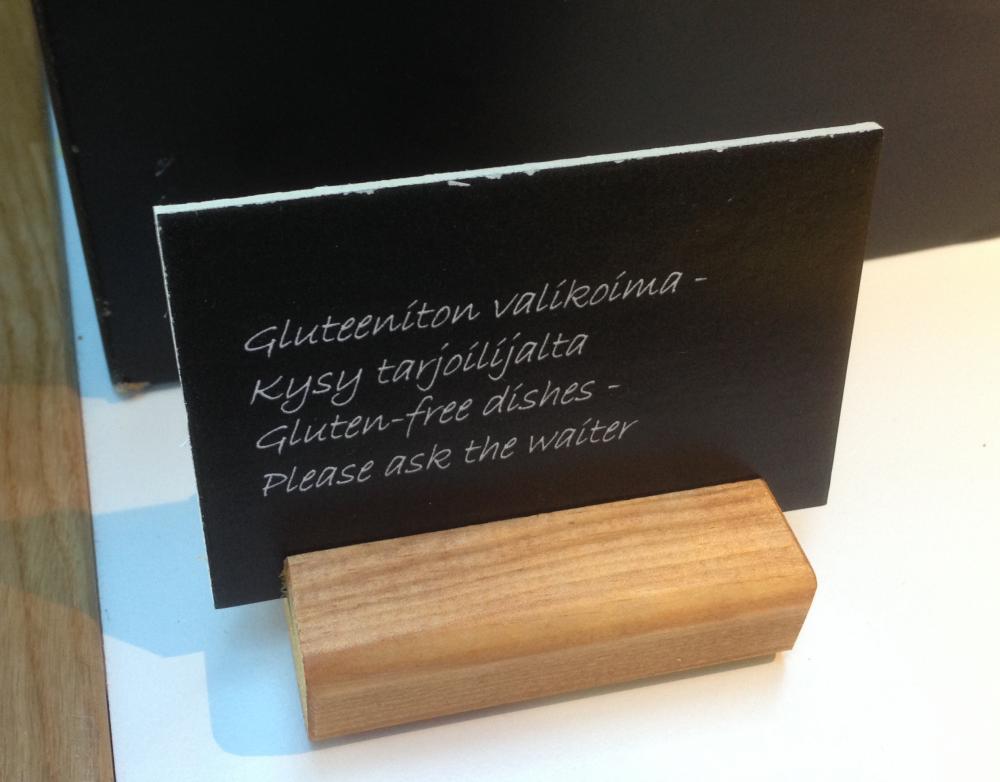 Gluteeniton valikoima -
Kysy tarjoilijalta
Gluten-free dishes -
Please ask the waiter